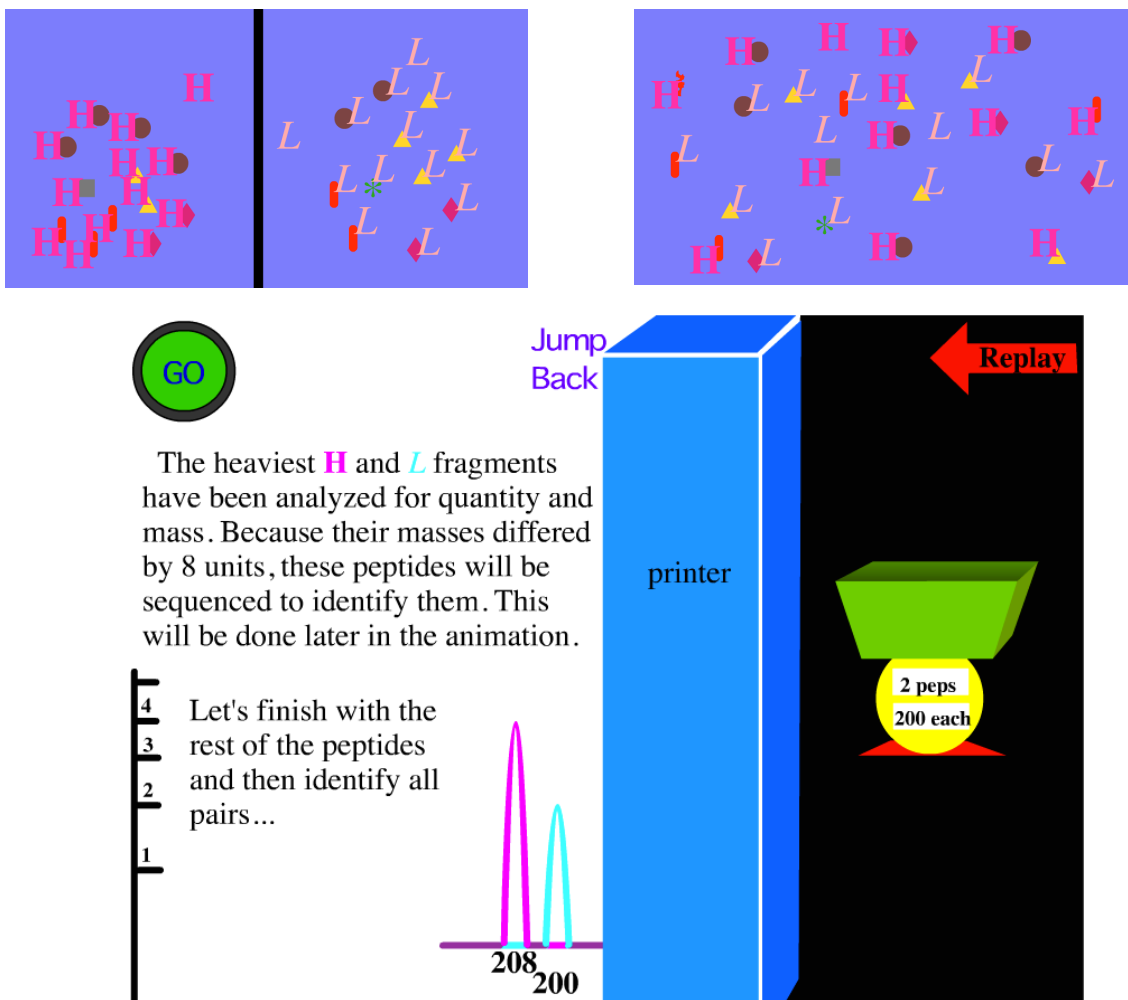 H
H H
H H H
H H
H H
H H H
H
L
L L
L L
L L L
L L
L L
L L
H H H H
L
H L L H L
L H L H H
L L
H L
L L L
H L H H
GO
Jump
Back
Replay
The heaviest H and L fragments
have been analyzed for quantity and
mass. Because their masses differed
by 8 units, these peptides will be
sequenced to identify them. This
will be done later in the animation.
printer
2 peps
200 each
4
3
2
1
Let's finish with the
rest of the peptides
and then identify all
pairs...
208
200